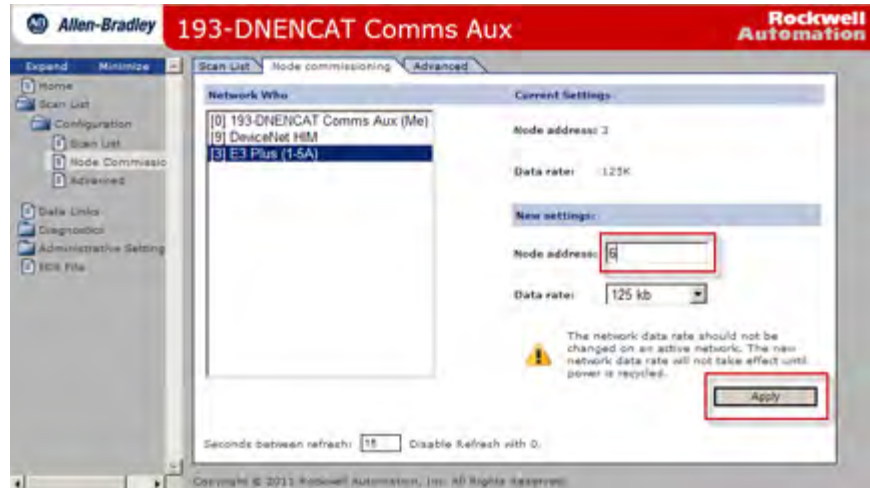 Allen-Bradley
193-DNENCAT Comms Aux
Rockwell
Automation
Expand Minimize
Home
Scan List
Configuration
Scan List
Node Commissio
Advanced
Data Links
Diagnostics
Administrative Setting
EDS File
Scan List Node commissioning Advanced
Network Who
[0] 193-DNENCAT Comms Aux (Me)
[9] DeviceNet HIM
[3] E3 Plus (1-5A)
Current Settings
Node address: 3
Data rate: 125K
New settings:
Node address: 6
Data rate: 125 kb
The network data rate should not be
changed on an active network. The new
network data rate will not take effect until
power is recycled.
Apply
Seconds between refresh: 15 Disable Refresh with 0.
Copyright © 2011 Rockwell Automation, Inc. All Rights Reserved.